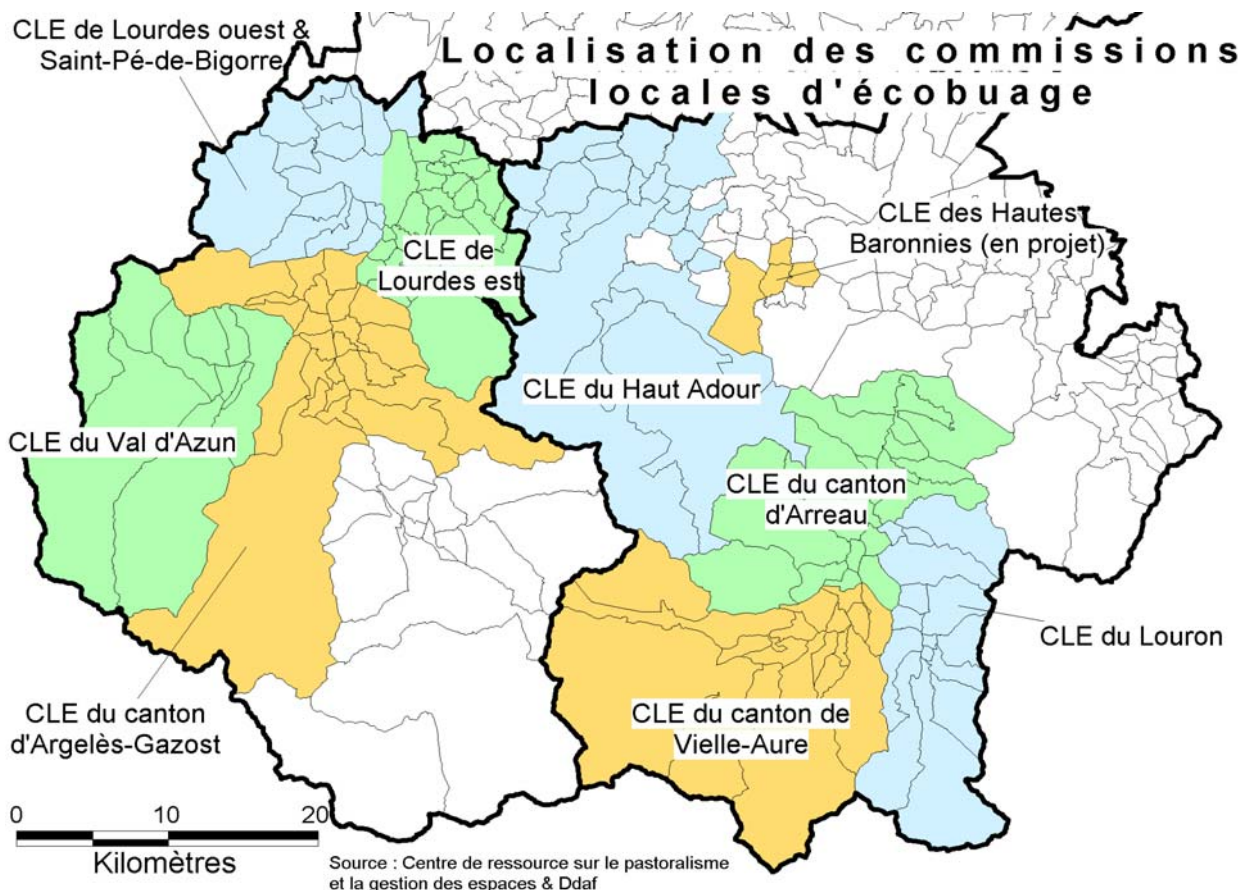 Localisation des commissions
locales d'écobuage
CLE de Lourdes ouest &
Saint-Pé-de-Bigorre
CLE des Hautes
Baronnies (en projet)
CLE de
Lourdes est
CLE du Haut Adour
CLE du Val d'Azun
CLE du canton
d'Arreau
CLE du Louron
CLE du canton
d'Argelès-Gazost
CLE du canton de
Vielle-Aure
0 10 20
Kilomètres
Source : Centre de ressource sur le pastoralisme
et la gestion des espaces & Ddaf